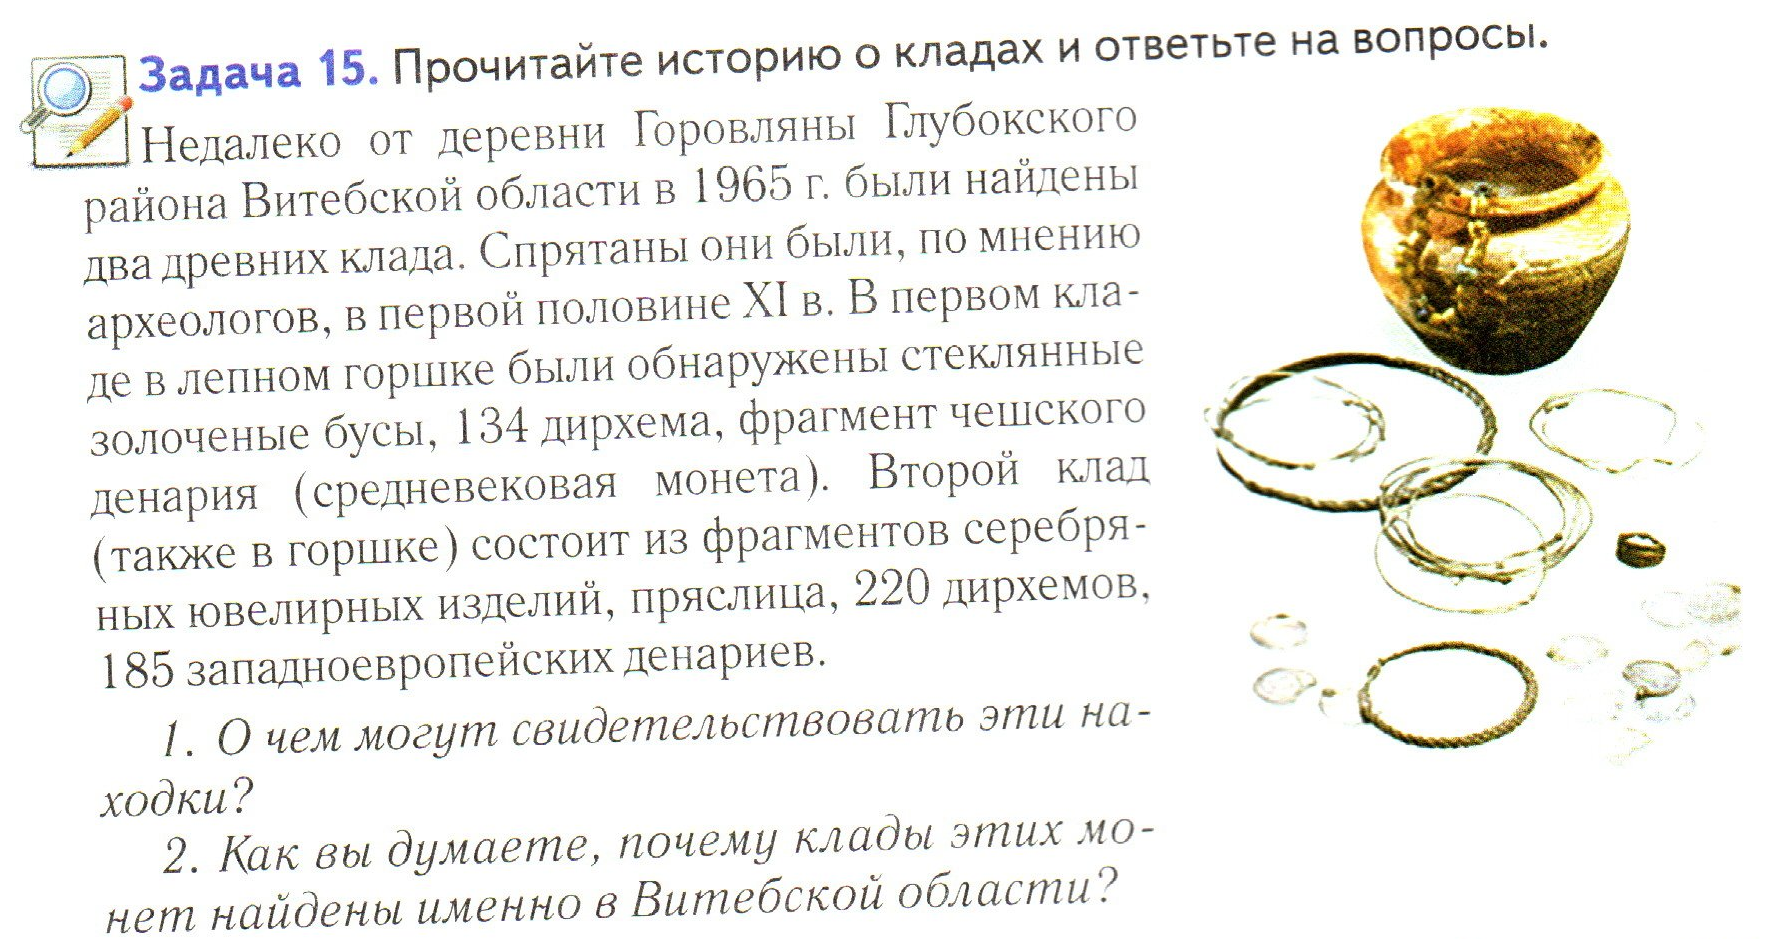 Задача 15. Прочитайте историю о кладах и ответьте на вопросы.
Недалеко от деревни Горовляны Глубокского
района Витебской области в 1965 г. были найдены
два древних клада. Спрятаны они были, по мнению
археологов, в первой половине XI в. В первом кла-
де в лепном горшке были обнаружены стеклянные
золоченые бусы, 134 дирхема, фрагмент чешского
денария (средневековая монета). Второй клад
(также в горшке) состоит из фрагментов серебря-
ных ювелирных изделий, пряслица, 220 дирхемов,
185 западноевропейских денариев.
1. О чем могут свидетельствовать эти на-
ходки?
2. Как вы думаете, почему клады этих мо-
нет найдены именно в Витебской области?